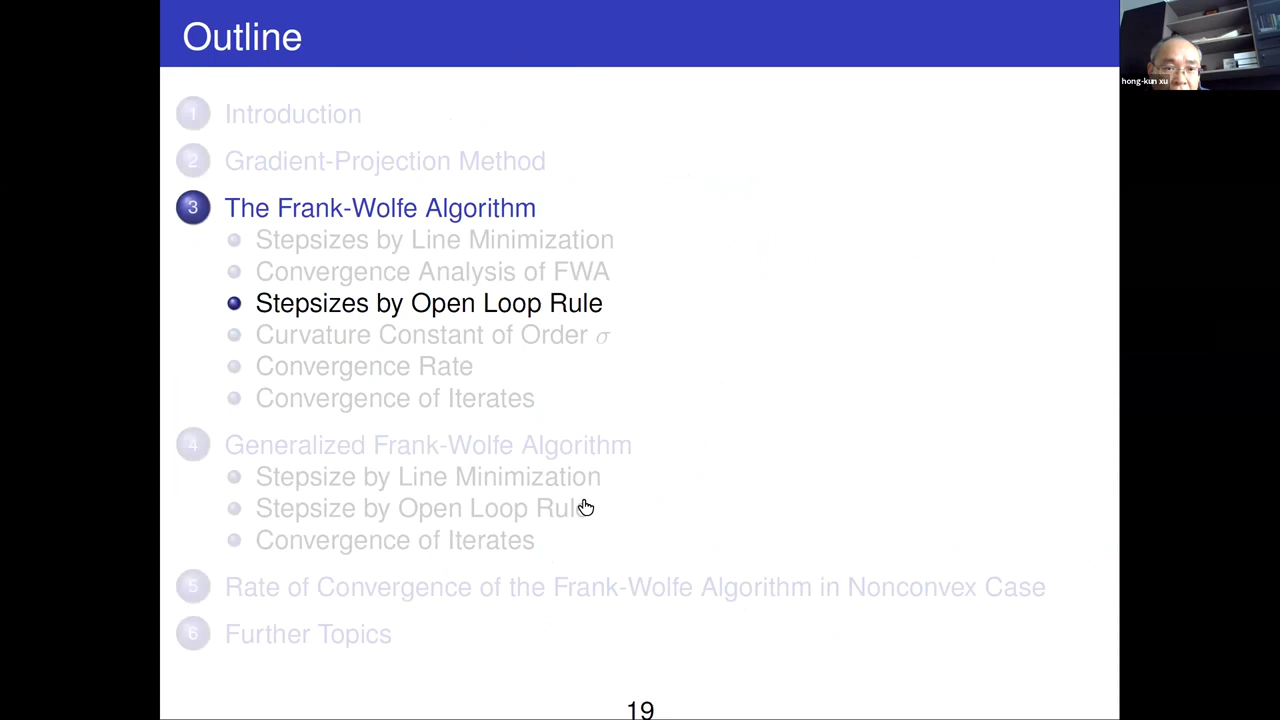 Outline
hong-kun xu
1 Introduction
2 Gradient-Projection Method
3 The Frank-Wolfe Algorithm
Stepsizes by Line Minimization
Convergence Analysis of FWA
Stepsizes by Open Loop Rule
Curvature Constant of Order σ
Convergence Rate
Convergence of Iterates
4 Generalized Frank-Wolfe Algorithm
Stepsize by Line Minimization
Stepsize by Open Loop Rule
Convergence of Iterates
5 Rate of Convergence of the Frank-Wolfe Algorithm in Nonconvex Case
6 Further Topics
19